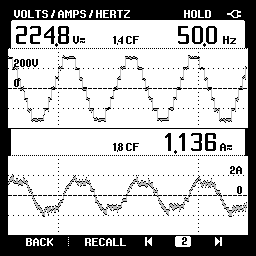 VOLTS/AMPS/HERTZ HOLD
224.8 V≂ 1.4 CF 50.0 Hz
200V
0
1.8 CF 1.136 A≂
2A
0
BACK RECALL 2